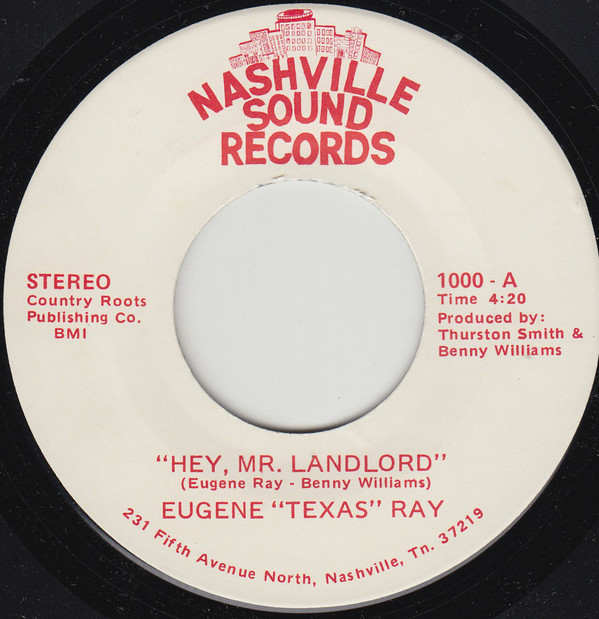 NASHVILLE
SOUND
RECORDS
STEREO
Country Roots
Publishing Co.
BMI
1000 - A
Time 4:20
Produced by:
Thurston Smith &
Benny Williams
"HEY, MR. LANDLORD"
(Eugene Ray - Benny Williams)
EUGENE "TEXAS" RAY
231 Fifth Avenue North, Nashville, Tn. 37219